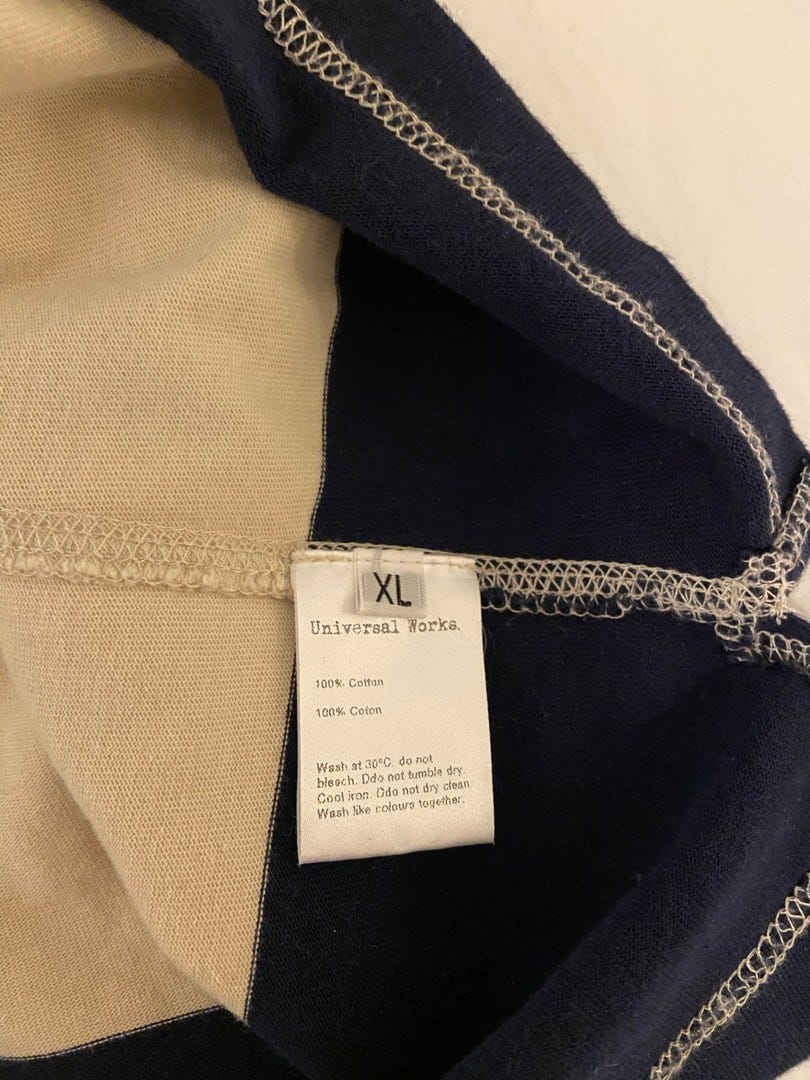 XL
Universal Works.
100% Cotton
100% Coton
Wash at 30°C. do not
bleach. Ddo not tumble dry
Cool iron. Ddo not dry clean
Wash like colours together.